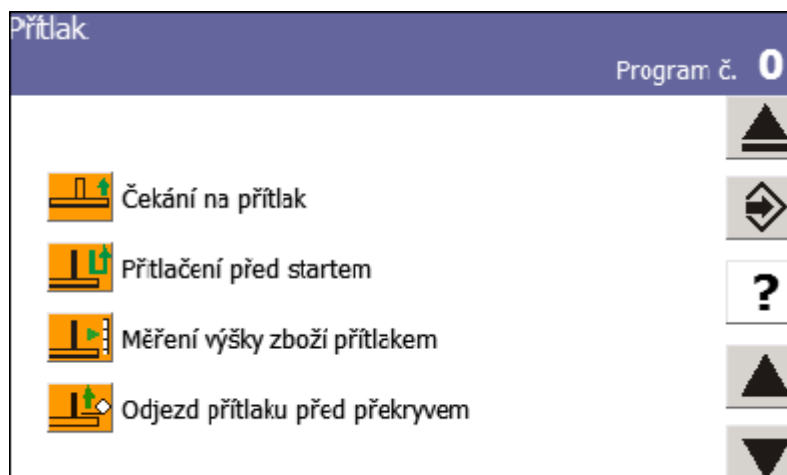 Přítlak
Program č. 0
Čekání na přítlak
Přitlačení před startem
?
Měření výšky zboží přítlakem
Odjezd přítlaku před překryvem